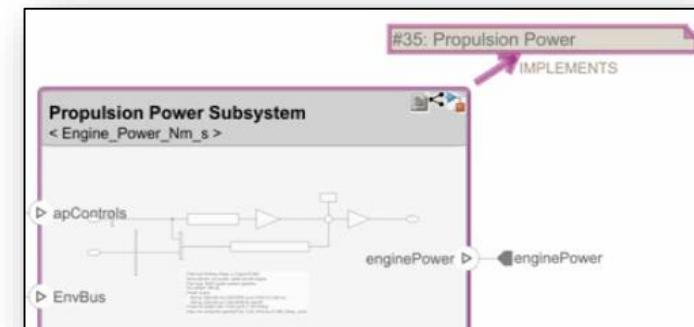 #35: Propulsion Power
IMPLEMENTS
Propulsion Power Subsystem
< Engine_Power_Nm_s >
apControls
enginePower
enginePower
EnvBus